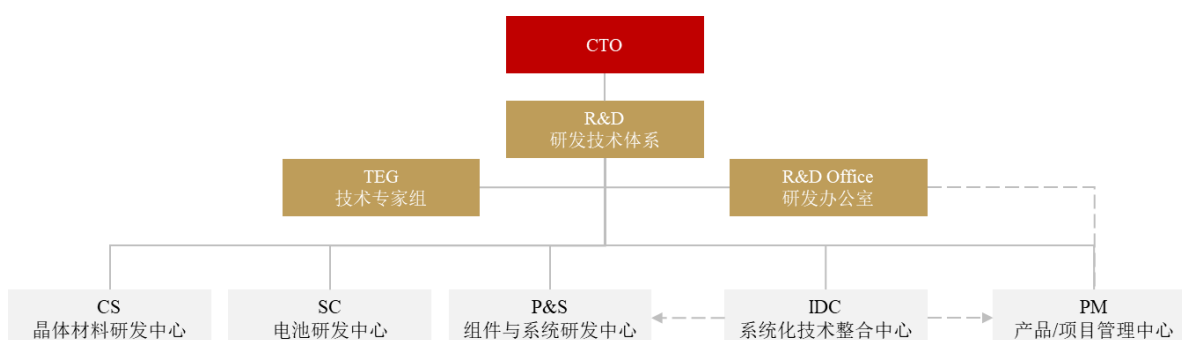 CTO
R&D
研发技术体系
TEG
技术专家组
R&D Office
研发办公室
CS
晶体材料研发中心
SC
电池研发中心
P&S
组件与系统研发中心
IDC
系统化技术整合中心
PM
产品/项目管理中心